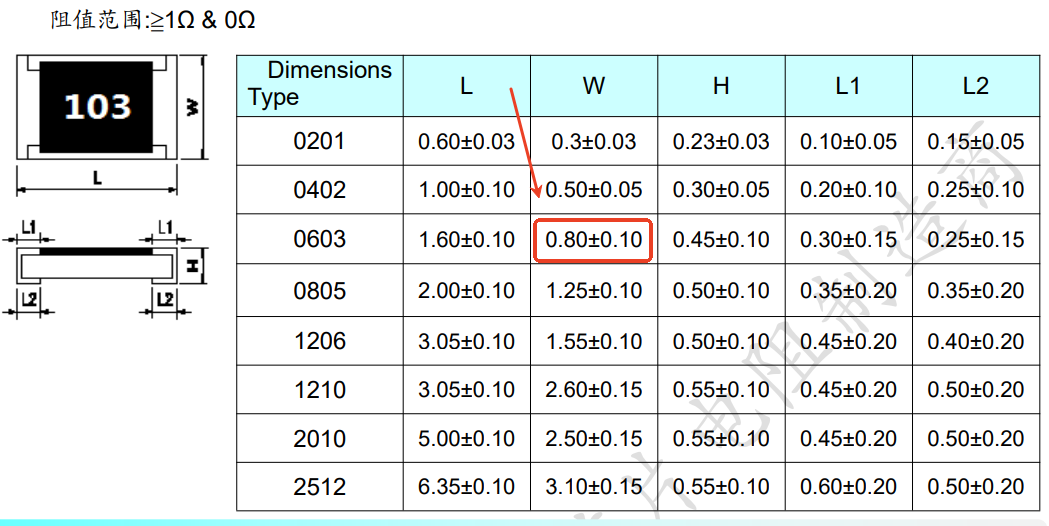 阻值范围:≧1Ω & 0Ω
103
W
L
L1 L1
H
L2 L2
Dimensions Type L W H L1 L2
0201 0.60±0.03 0.3±0.03 0.23±0.03 0.10±0.05 0.15±0.05
0402 1.00±0.10 0.50±0.05 0.30±0.05 0.20±0.10 0.25±0.10
0603 1.60±0.10 0.80±0.10 0.45±0.10 0.30±0.15 0.25±0.15
0805 2.00±0.10 1.25±0.10 0.50±0.10 0.35±0.20 0.35±0.20
1206 3.05±0.10 1.55±0.10 0.50±0.10 0.45±0.20 0.40±0.20
1210 3.05±0.10 2.60±0.15 0.55±0.10 0.45±0.20 0.50±0.20
2010 5.00±0.10 2.50±0.15 0.55±0.10 0.45±0.20 0.50±0.20
2512 6.35±0.10 3.10±0.15 0.55±0.10 0.60±0.20 0.50±0.20
片电阻制造商